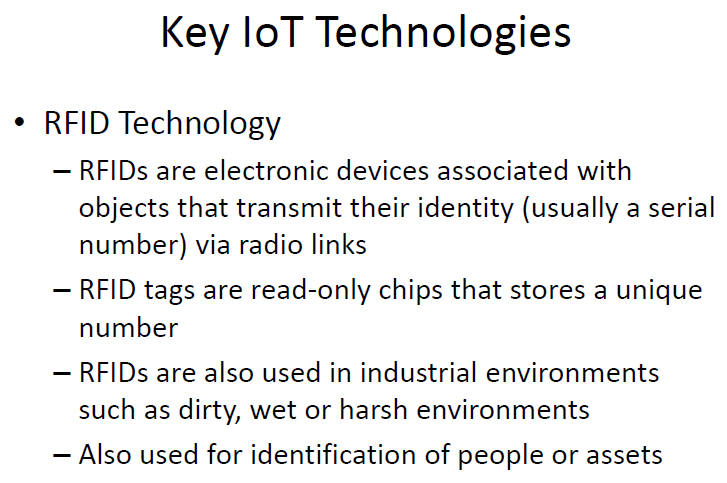 Key IoT Technologies
• RFID Technology
– RFIDs are electronic devices associated with
objects that transmit their identity (usually a serial
number) via radio links
– RFID tags are read-only chips that stores a unique
number
– RFIDs are also used in industrial environments
such as dirty, wet or harsh environments
– Also used for identification of people or assets